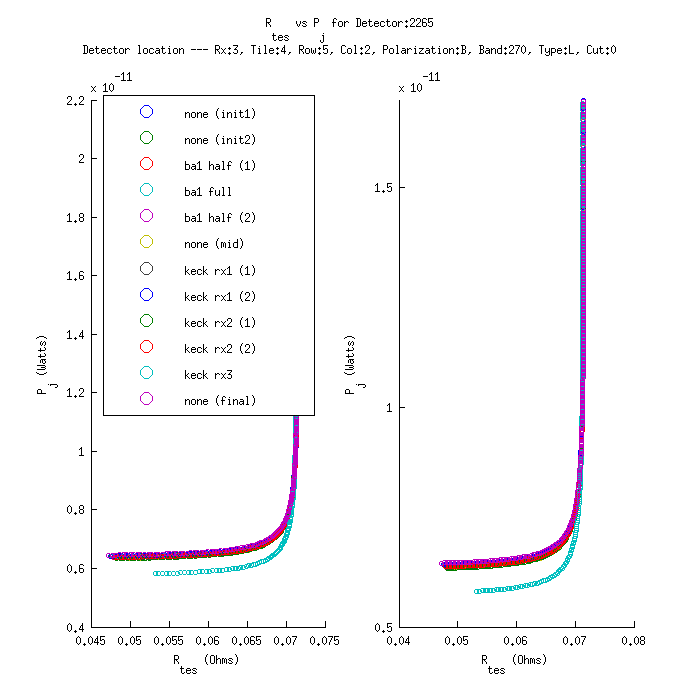 R tes vs P j for Detector:2265
Detector location --- Rx:3, Tile:4, Row:5, Col:2, Polarization:B, Band:270, Type:L, Cut:0
x 10 -11
2.2
2
1.8
1.6
1.4
1.2
1
0.8
0.6
0.4
P j (Watts)
none (init1)
none (init2)
ba1 half (1)
ba1 full
ba1 half (2)
none (mid)
keck rx1 (1)
keck rx1 (2)
keck rx2 (1)
keck rx2 (2)
keck rx3
none (final)
0.045 0.05 0.055 0.06 0.065 0.07 0.075
R tes (Ohms)
x 10 -11
1.5
1
0.5
P j (Watts)
0.04 0.05 0.06 0.07 0.08
R tes (Ohms)